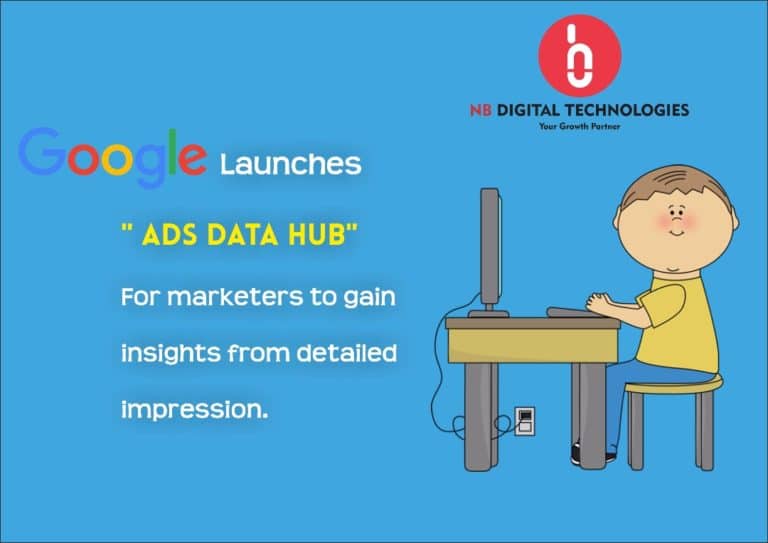 NB DIGITAL TECHNOLOGIES
Your Growth Partner
Google Launches
" ADS DATA HUB"
For marketers to gain
insights from detailed
impression.